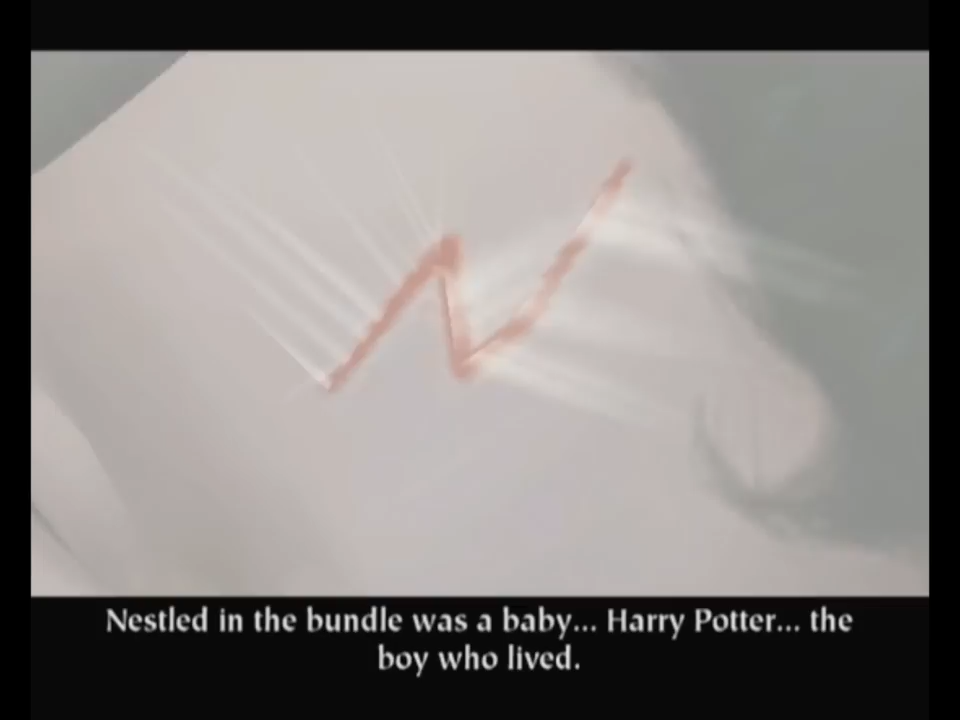 Nestled in the bundle was a baby... Harry Potter... the
boy who lived.